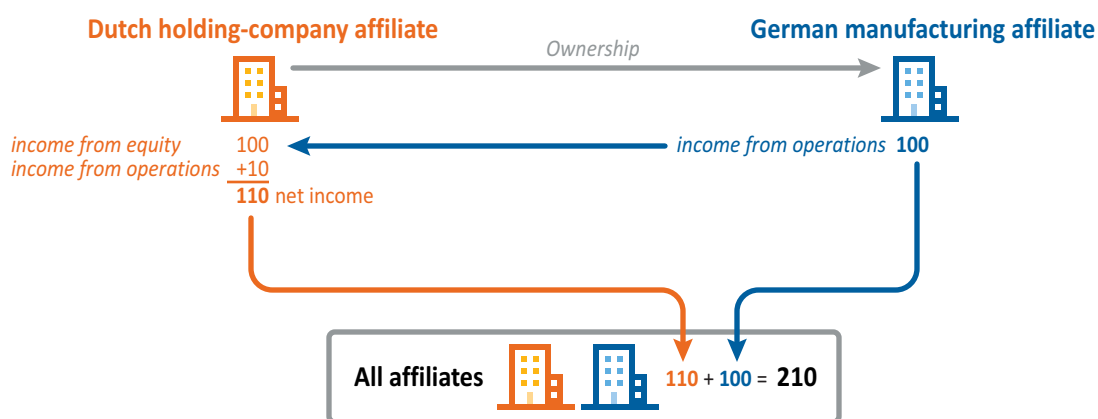 Dutch holding-company affiliate
German manufacturing affiliate
Ownership
income from equity 100
income from operations +10
110 net income
income from operations 100
All affiliates 110 + 100 = 210